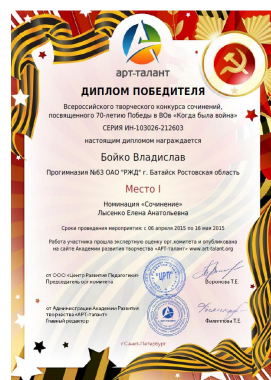 арт-талант
ДИПЛОМ ПОБЕДИТЕЛЯ
Всероссийского творческого конкурса сочинений,
посвященного 70-летию Победы в ВОв «Когда была война»
СЕРИЯ ИН-103026-212603
настоящим дипломом награждается
Бойко Владислав
Прогимназия №63 ОАО "РЖД" г. Батайск Ростовская область
Место I
Номинация «Сочинение»
Лысенко Елена Анатольевна
Сроки проведения мероприятия: с 06 апреля 2015 по 16 мая 2015
Работа участника прошла экспертную оценку орг.комитета и опубликована
на сайте Академии развития творчества «АРТ-талант» www.art-talant.org
от ООО «Центр Развития Педагогики»
Председатель орг.комитета
"ЦРП"
Воронова Т.Е.
от Администрации Академии Развития
творчества «АРТ-талант»
Главный редактор
Филиппова Т.Е.
г.Санкт-Петербург